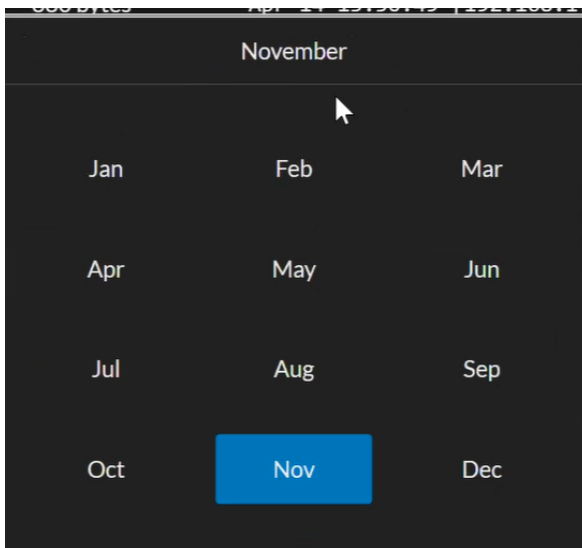 November
Jan Feb Mar
Apr May Jun
Jul Aug Sep
Oct Nov Dec